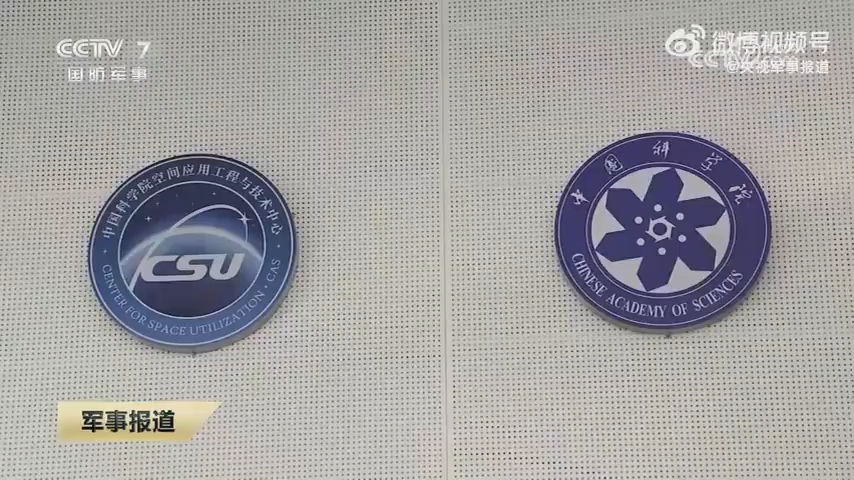 CCTV 7
国防军事
微博视频号
@央视军事报道
中国科学院空间应用工程与技术中心
CSU
CENTER FOR SPACE UTILIZATION · CAS
中国科学院
CHINESE ACADEMY OF SCIENCES
军事报道